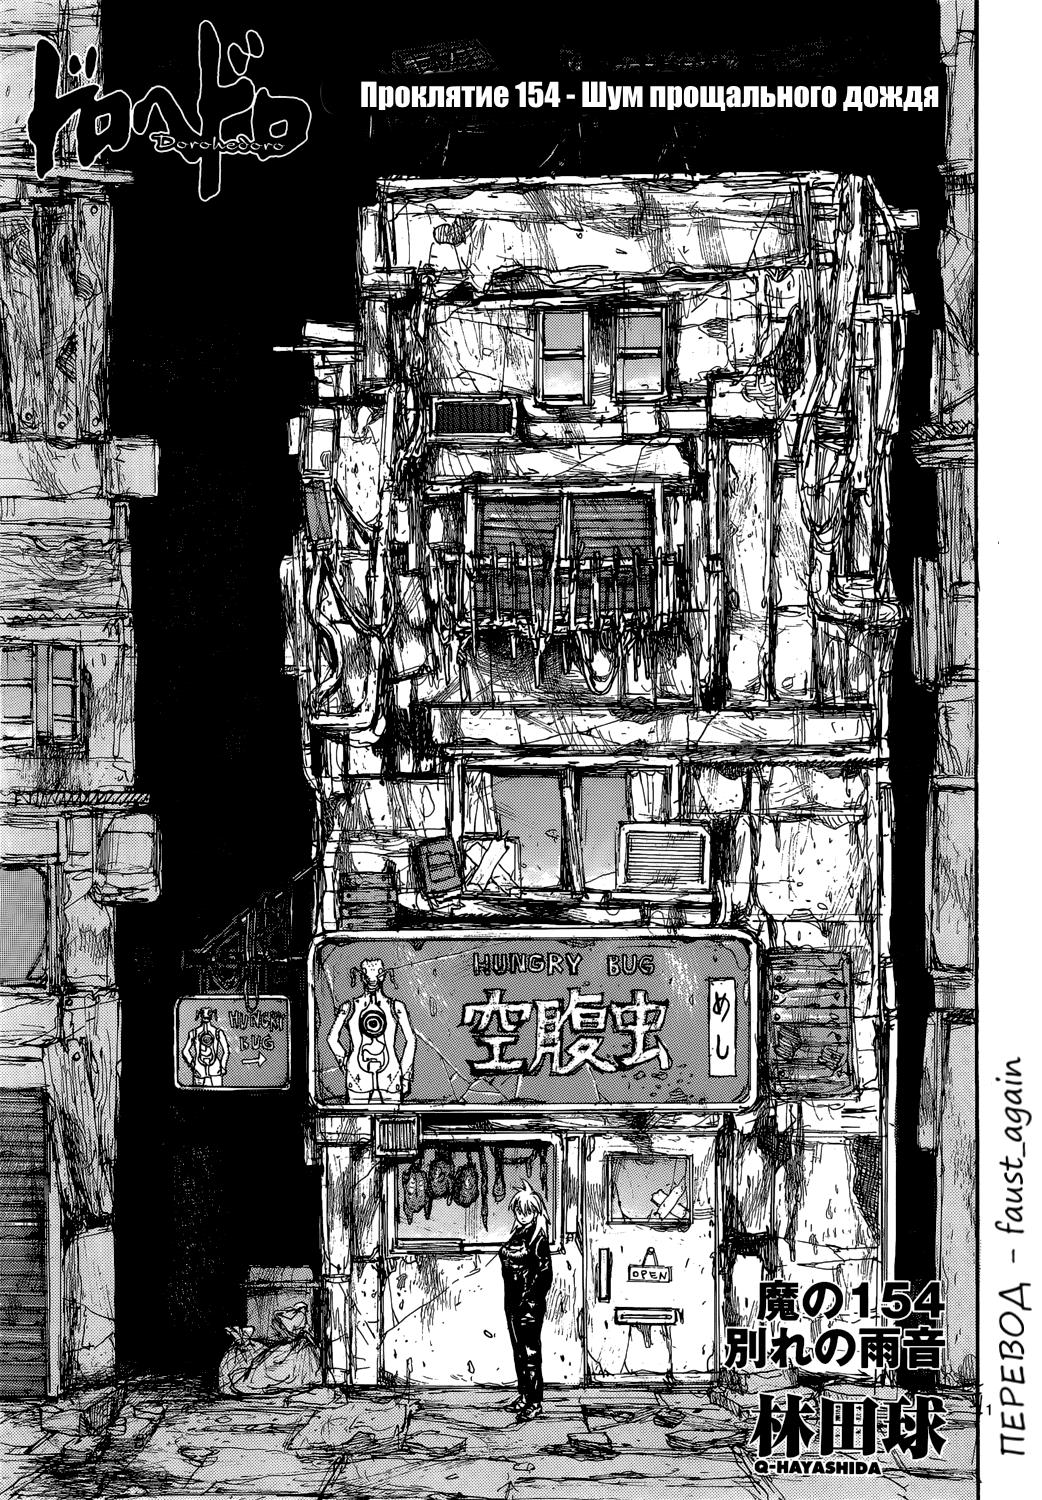 ドロヘドロ
Dorohedoro
Проклятие 154 - Шум прощального дождя
HUNGRY BUG
空腹虫
めし
HUNGRY
BUG
→
OPEN
魔の154
別れの雨音
林田球
Q-HAYASHIDA
1
ПЕРЕВОД - faust_again